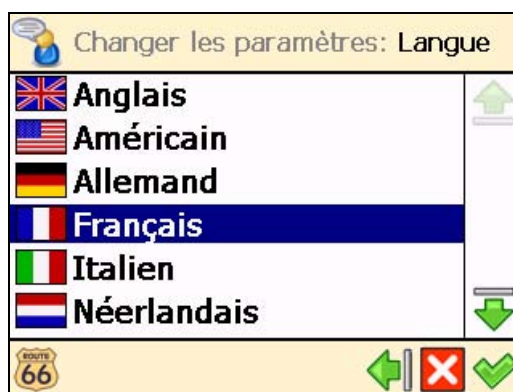 Changer les paramètres: Langue
Anglais
Américain
Allemand
Français
Italien
Néerlandais
ROUTE
66